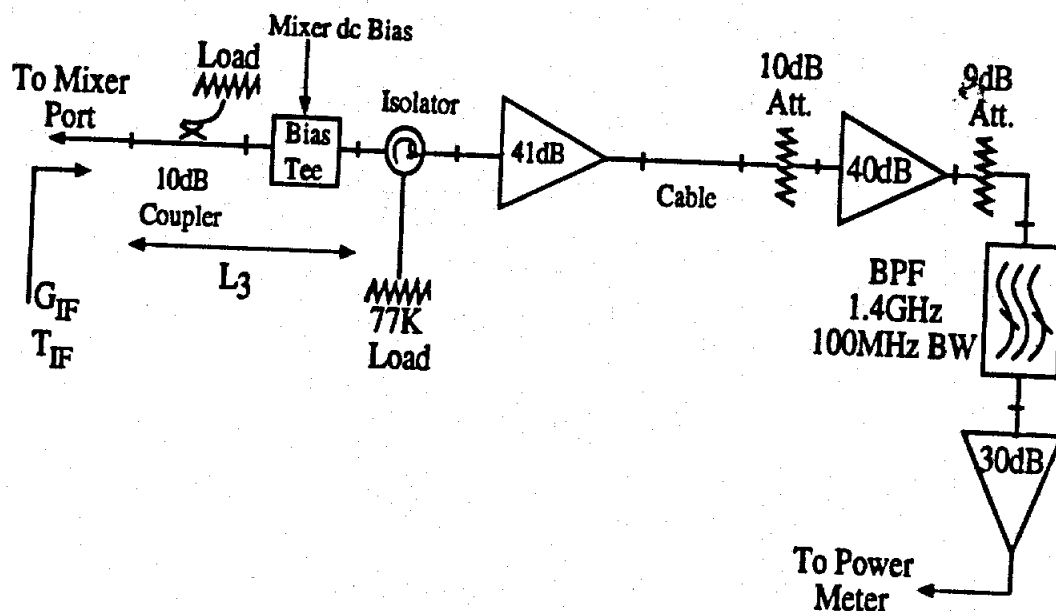 Mixer dc Bias
Load
To Mixer
Port
Isolator
10dB
Att.
9dB
Att.
Bias
Tee
41dB
40dB
10dB
Coupler
Cable
L3
GIF
TIF
77K
Load
BPF
1.4GHz
100MHz BW
30dB
To Power
Meter